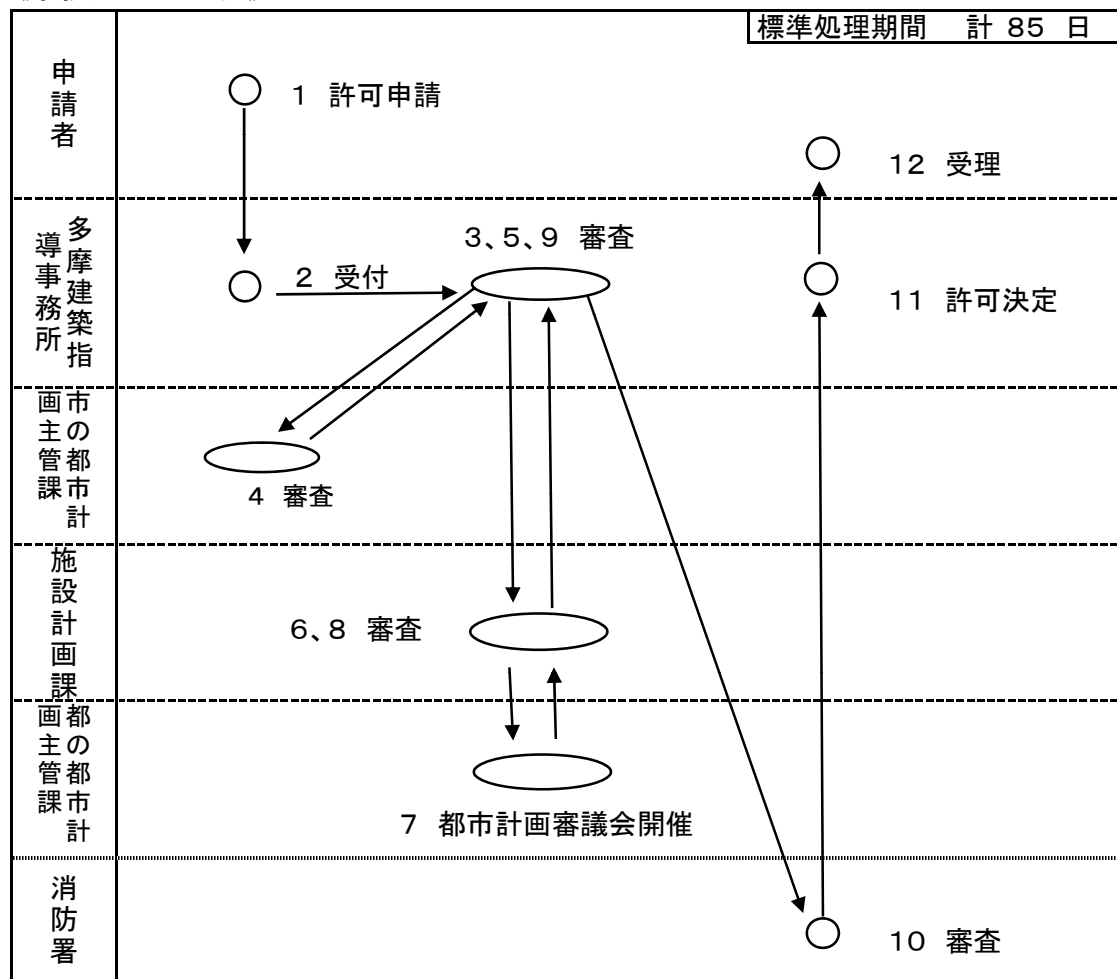 標準処理期間 計 85 日
申請者
1 許可申請
12 受理
多摩建築指導事務所
2 受付
3、5、9 審査
11 許可決定
市の都市計画主管課
4 審査
施設計画課
6、8 審査
都の都市計画主管課
7 都市計画審議会開催
消防署
10 審査